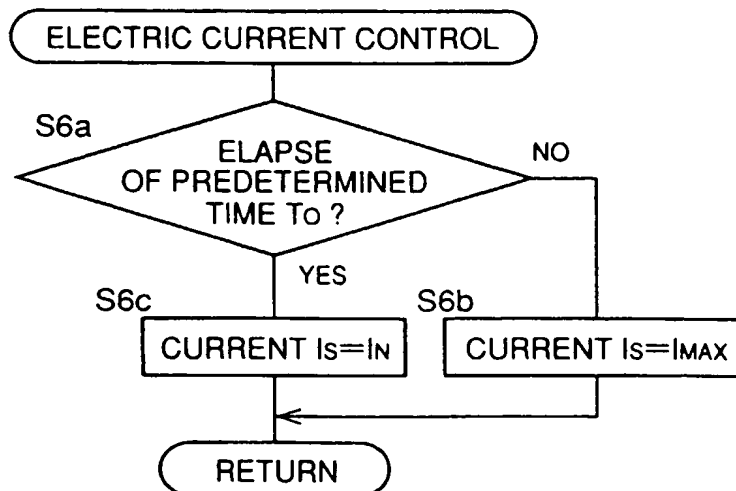 ELECTRIC CURRENT CONTROL
S6a
ELAPSE
OF PREDETERMINED
TIME TO ?
NO
YES
S6c
S6b
CURRENT IS=IN
CURRENT IS=IMAX
RETURN